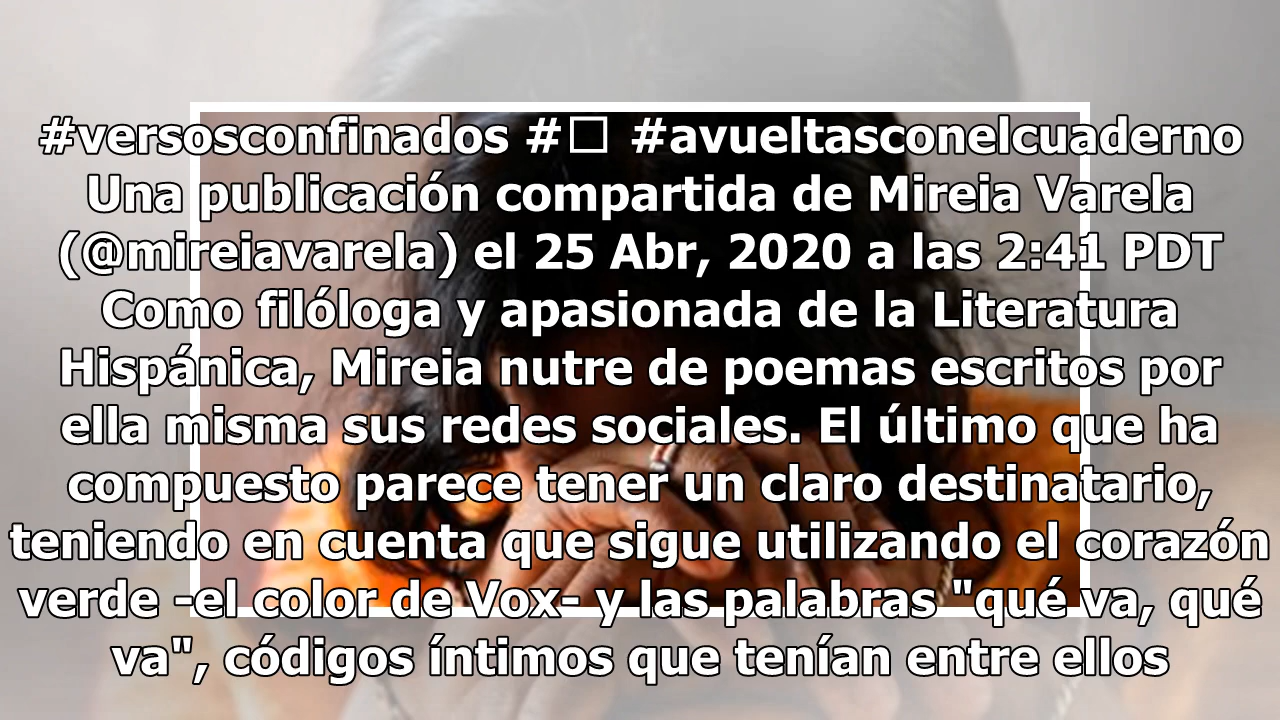 #versosconfinados #□ #avueltasconelcuaderno
Una publicación compartida de Mireia Varela
(@mireiavarela) el 25 Abr, 2020 a las 2:41 PDT
Como filóloga y apasionada de la Literatura
Hispánica, Mireia nutre de poemas escritos por
ella misma sus redes sociales. El último que ha
compuesto parece tener un claro destinatario,
teniendo en cuenta que sigue utilizando el corazón
verde -el color de Vox- y las palabras "qué va, qué
va", códigos íntimos que tenían entre ellos